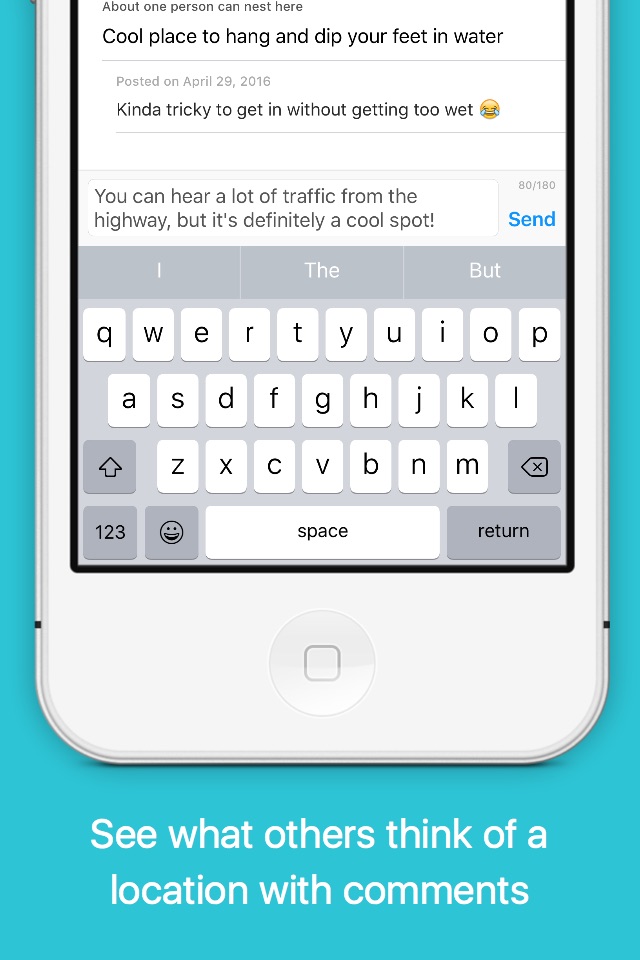 About one person can nest here
Cool place to hang and dip your feet in water
Posted on April 29, 2016
Kinda tricky to get in without getting too wet 😂
80/180
You can hear a lot of traffic from the
highway, but it's definitely a cool spot!
Send
I The But
q w e r t y u i o p
a s d f g h j k l
z x c v b n m
123 space return
See what others think of a
location with comments